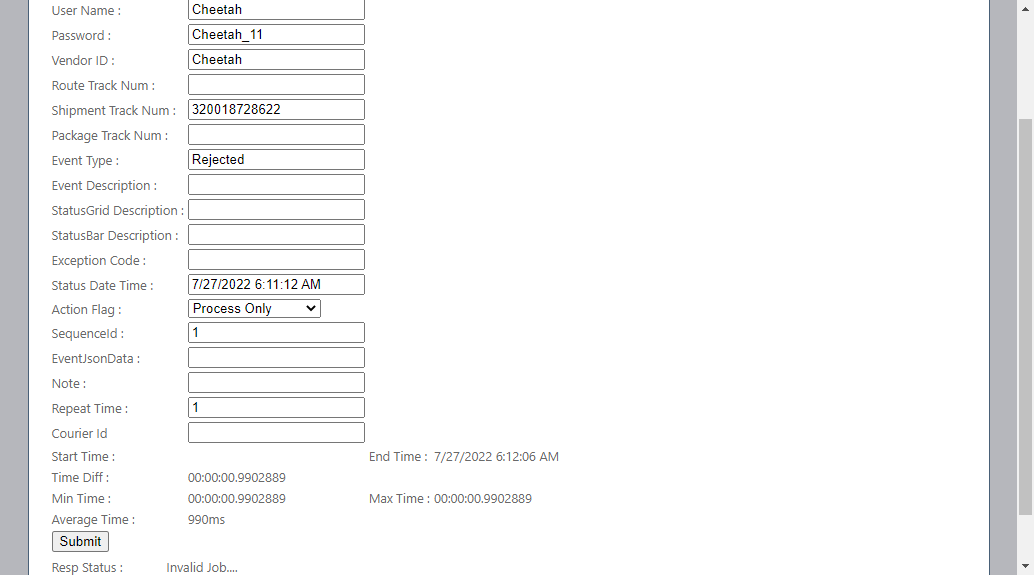 User Name : Cheetah
Password : Cheetah_11
Vendor ID : Cheetah
Route Track Num :
Shipment Track Num : 320018728622
Package Track Num :
Event Type : Rejected
Event Description :
StatusGrid Description :
StatusBar Description :
Exception Code :
Status Date Time : 7/27/2022 6:11:12 AM
Action Flag : Process Only
SequenceId : 1
EventJsonData :
Note :
Repeat Time : 1
Courier Id
Start Time : End Time : 7/27/2022 6:12:06 AM
Time Diff : 00:00:00.9902889
Min Time : 00:00:00.9902889 Max Time : 00:00:00.9902889
Average Time : 990ms
Submit
Resp Status : Invalid Job....